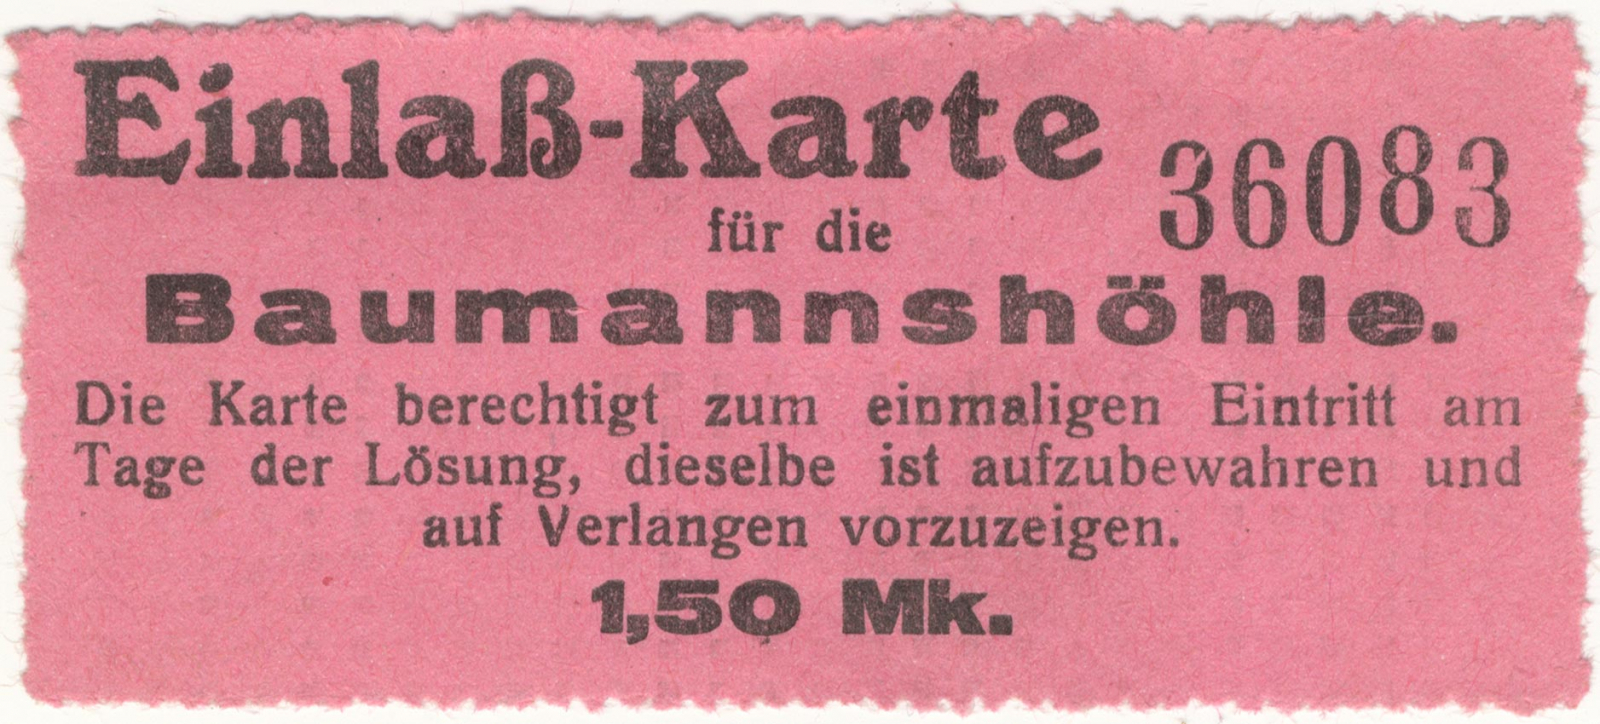 Einlaß-Karte
36083
für die
Baumannshöhle.
Die Karte berechtigt zum einmaligen Eintritt am
Tage der Lösung, dieselbe ist aufzubewahren und
auf Verlangen vorzuzeigen.
1,50 Mk.